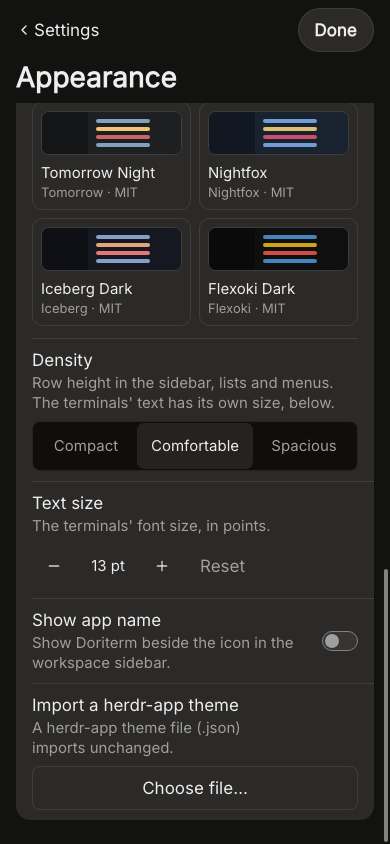 Settings
Done
Appearance
Tomorrow Night
Tomorrow · MIT
Nightfox
Nightfox · MIT
Iceberg Dark
Iceberg · MIT
Flexoki Dark
Flexoki · MIT
Density
Row height in the sidebar, lists and menus.
The terminals' text has its own size, below.
Compact
Comfortable
Spacious
Text size
The terminals' font size, in points.
− 13 pt + Reset
Show app name
Show Doriterm beside the icon in the
workspace sidebar.
Import a herdr-app theme
A herdr-app theme file (.json)
imports unchanged.
Choose file...